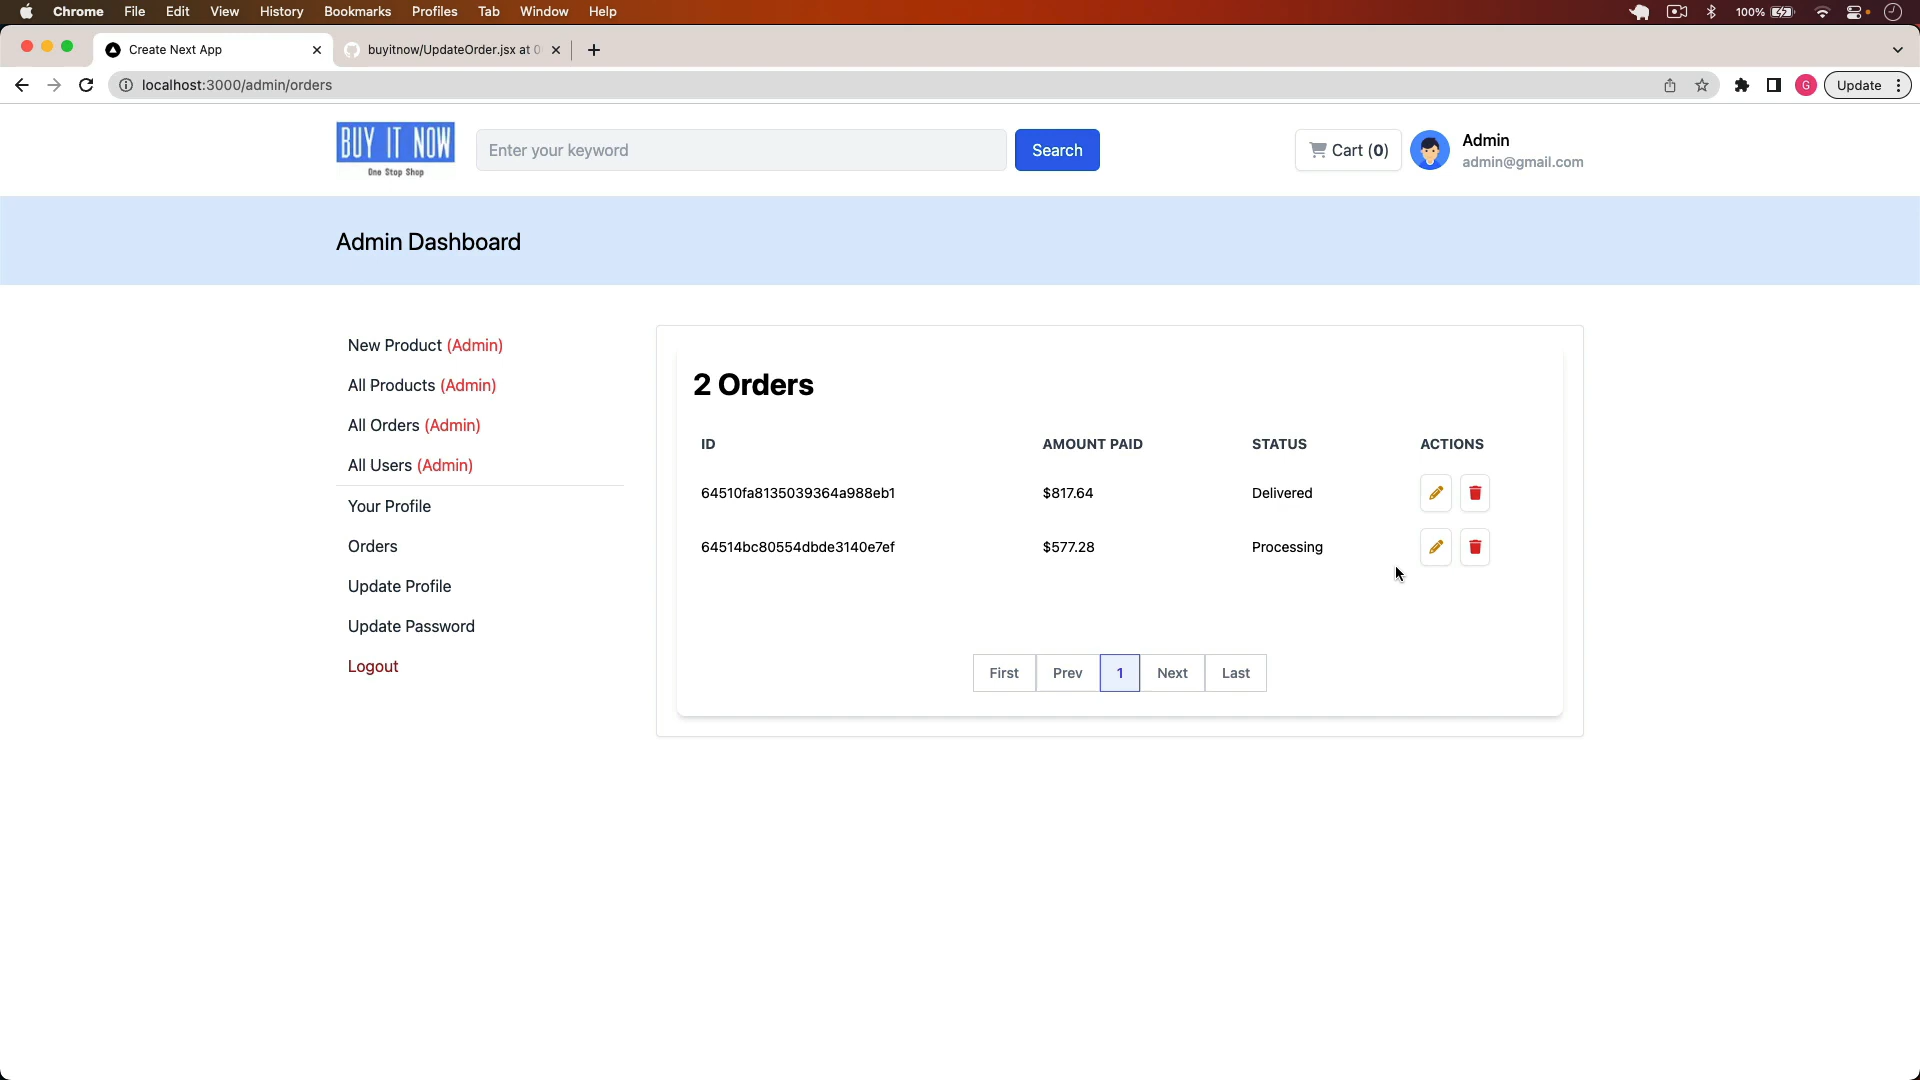 Chrome File Edit View History Bookmarks Profiles Tab Window Help 100%
Create Next App buyitnow/UpdateOrder.jsx at 0
localhost:3000/admin/orders G Update
BUY IT NOW
One Stop Shop
Enter your keyword Search Cart (0) Admin
admin@gmail.com
Admin Dashboard
New Product (Admin)
All Products (Admin)
All Orders (Admin)
All Users (Admin)
Your Profile
Orders
Update Profile
Update Password
Logout
2 Orders
ID AMOUNT PAID STATUS ACTIONS
64510fa8135039364a988eb1 $817.64 Delivered
64514bc80554dbde3140e7ef $577.28 Processing
First Prev 1 Next Last